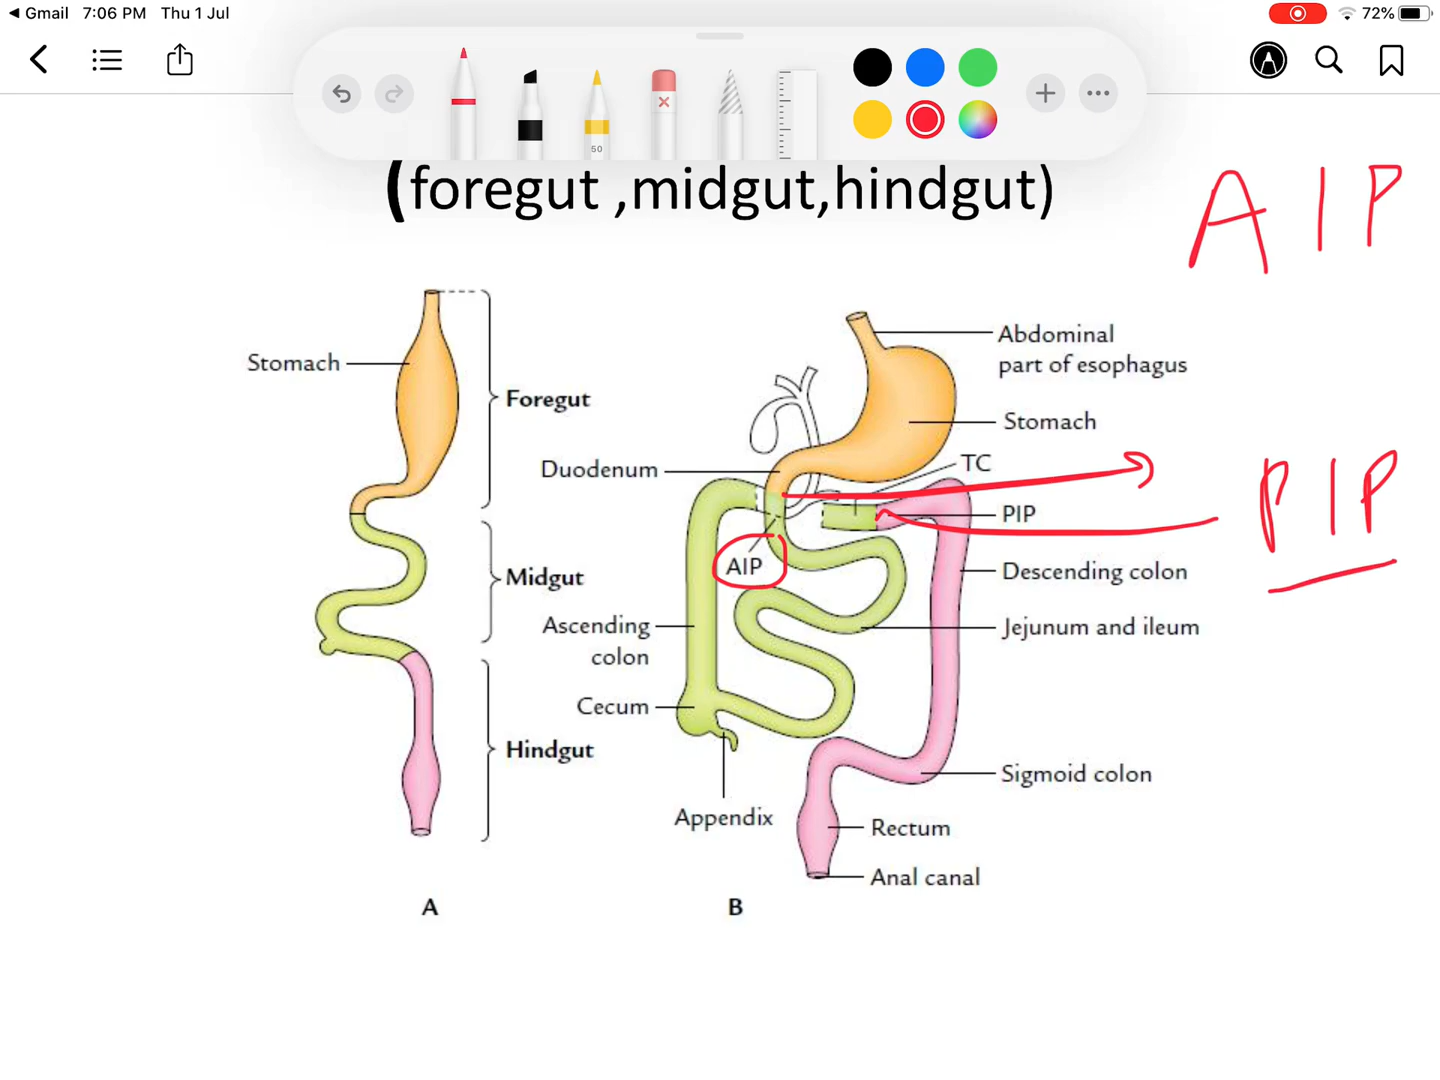 Gmail 7:06 PM Thu 1 Jul
72%
50
(foregut ,midgut,hindgut)
AIP
Stomach
Foregut
Midgut
Hindgut
A
Abdominal
part of esophagus
Stomach
Duodenum
TC
PIP
PIP
AIP
Descending colon
Ascending
colon
Jejunum and ileum
Cecum
Sigmoid colon
Appendix
Rectum
Anal canal
B